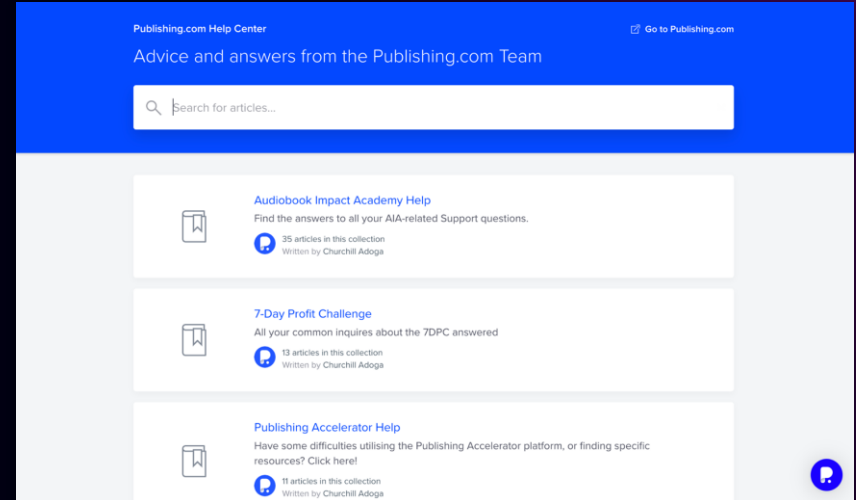 Publishing.com Help Center
Go to Publishing.com
Advice and answers from the Publishing.com Team
Search for articles...
Audiobook Impact Academy Help
Find the answers to all your AIA-related Support questions.
35 articles in this collection
Written by Churchill Adoga
7-Day Profit Challenge
All your common inquires about the 7DPC answered
13 articles in this collection
Written by Churchill Adoga
Publishing Accelerator Help
Have some difficulties utilising the Publishing Accelerator platform, or finding specific
resources? Click here!
11 articles in this collection
Written by Churchill Adoga